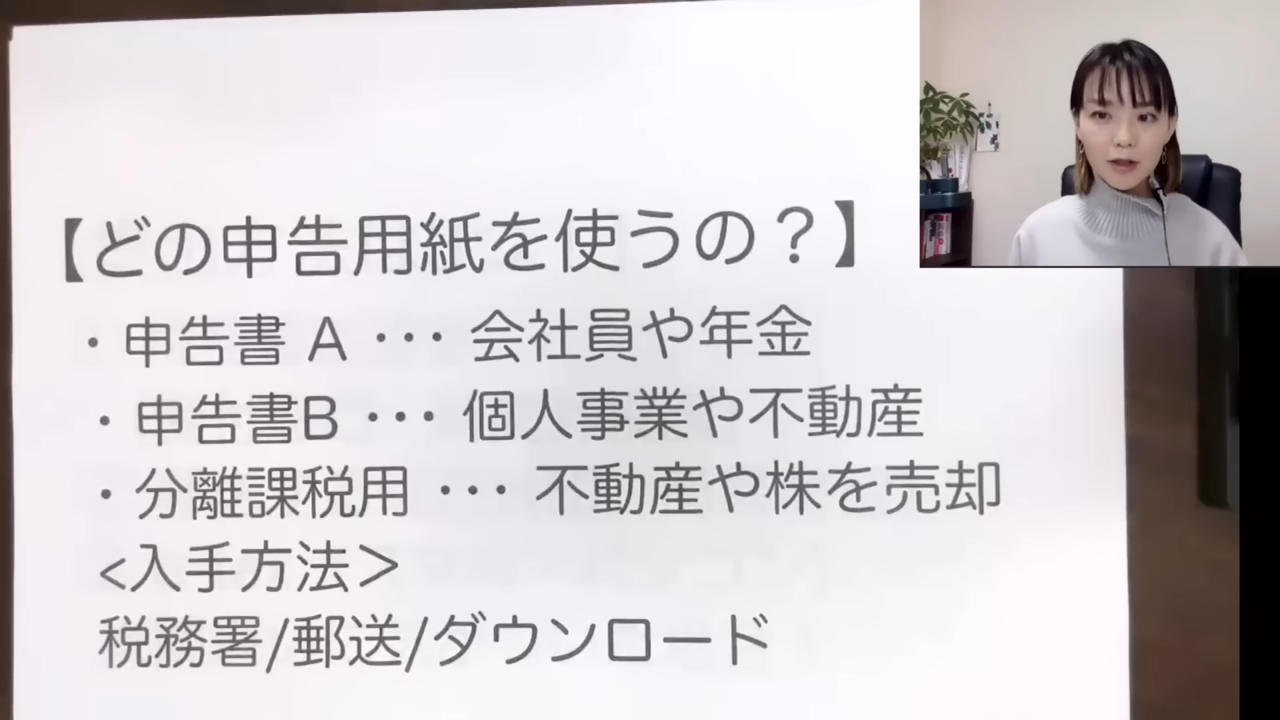 【どの申告用紙を使うの？】
・申告書 A ･･･ 会社員や年金
・申告書B ･･･ 個人事業や不動産
・分離課税用 ･･･ 不動産や株を売却
<入手方法＞
税務署/郵送/ダウンロード